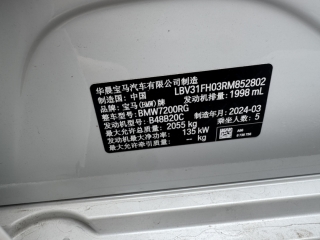 华晨宝马汽车有限公司制造
制造国: 中国 LBV31FH03RM852802
品牌: 宝马(BMW)牌 1998 mL
整车型号: BMW7200RG
发动机型号: B48B20C 制造年月: 2024-03
最大允许总质量: 2055 kg 乘坐人数: 5
发动机最大净功率: 135 kW
最大允许牵引质量: — kg